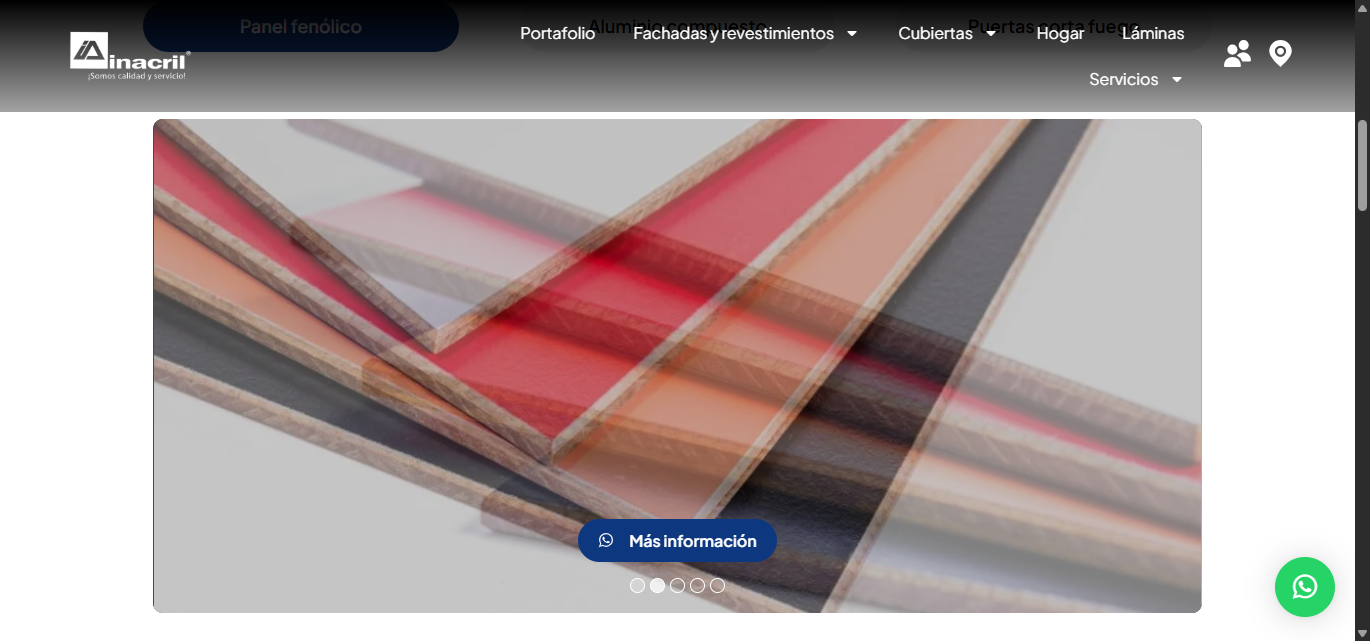 Panel fenólico
Aluminio compuesto
Puertas corta fuego
Portafolio
Fachadas y revestimientos
Cubiertas
Hogar
Láminas
inacril®
¡Somos calidad y servicio!
Servicios
Más información